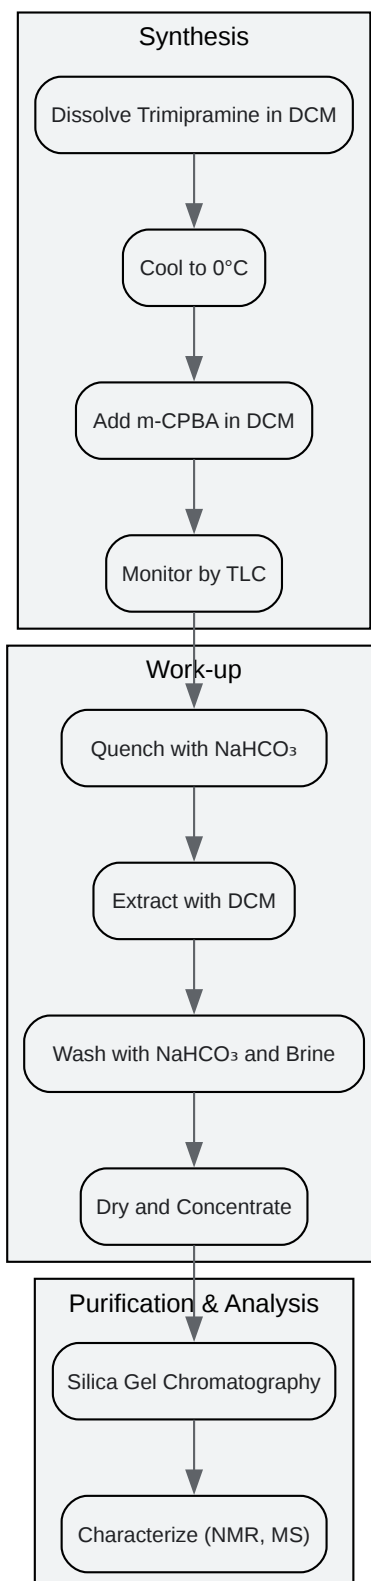 Synthesis
Dissolve Trimipramine in DCM
Cool to 0°C
Add m-CPBA in DCM
Monitor by TLC
Work-up
Quench with NaHCO₃
Extract with DCM
Wash with NaHCO₃ and Brine
Dry and Concentrate
Purification & Analysis
Silica Gel Chromatography
Characterize (NMR, MS)